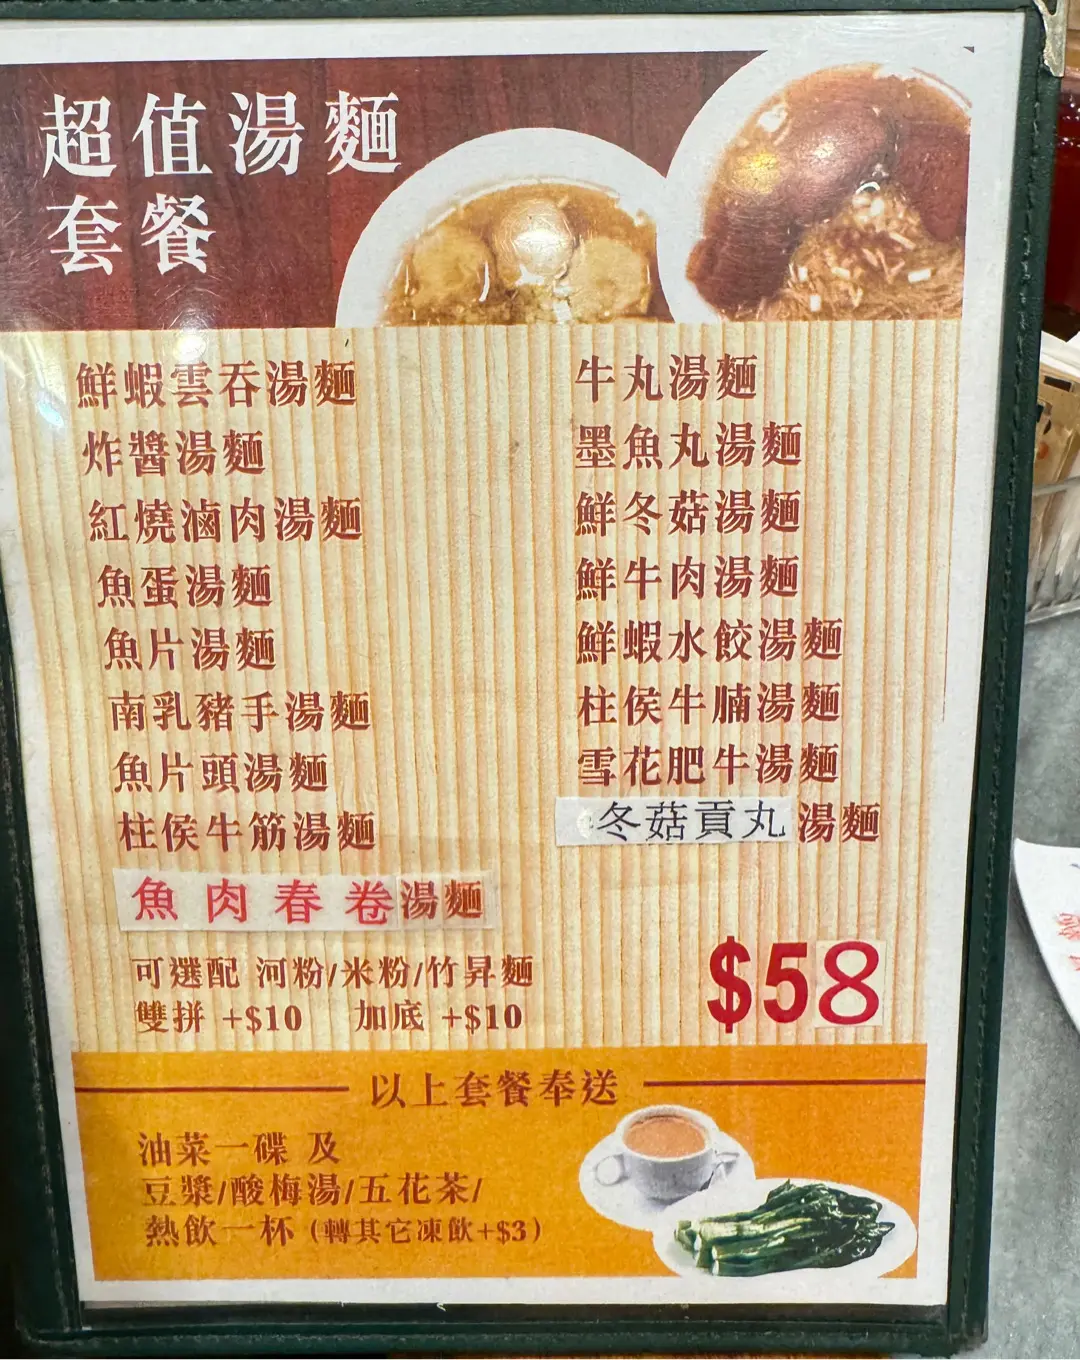 超值湯麵
套餐
鮮蝦雲吞湯麵
炸醬湯麵
紅燒滷肉湯麵
魚蛋湯麵
魚片湯麵
南乳豬手湯麵
魚片頭湯麵
柱侯牛筋湯麵
魚肉春卷湯麵
牛丸湯麵
墨魚丸湯麵
鮮冬菇湯麵
鮮牛肉湯麵
鮮蝦水餃湯麵
柱侯牛腩湯麵
雪花肥牛湯麵
冬菇貢丸湯麵
可選配 河粉/米粉/竹昇麵
雙拼 +$10 加底 +$10
$58
以上套餐奉送
油菜一碟 及
豆漿/酸梅湯/五花茶/
熱飲一杯（轉其它凍飲+$3）